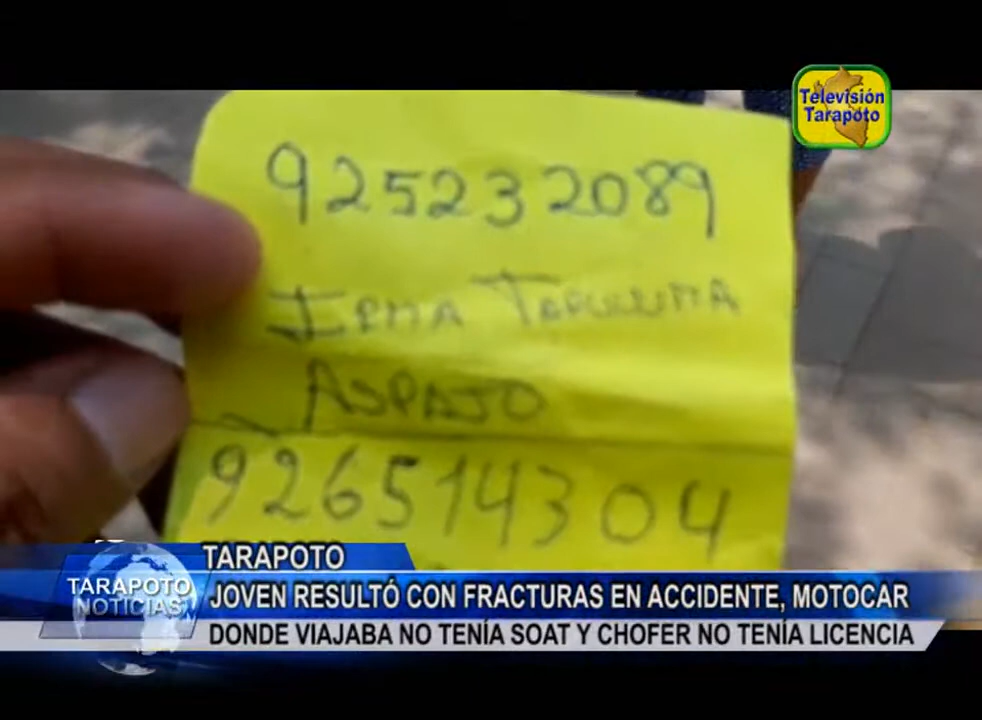 Televisión
Tarapoto
925232089
IRMA
ASPAJO
926514304
TARAPOTO
TARAPOTO
NOTICIAS
JOVEN RESULTÓ CON FRACTURAS EN ACCIDENTE, MOTOCAR
DONDE VIAJABA NO TENÍA SOAT Y CHOFER NO TENÍA LICENCIA